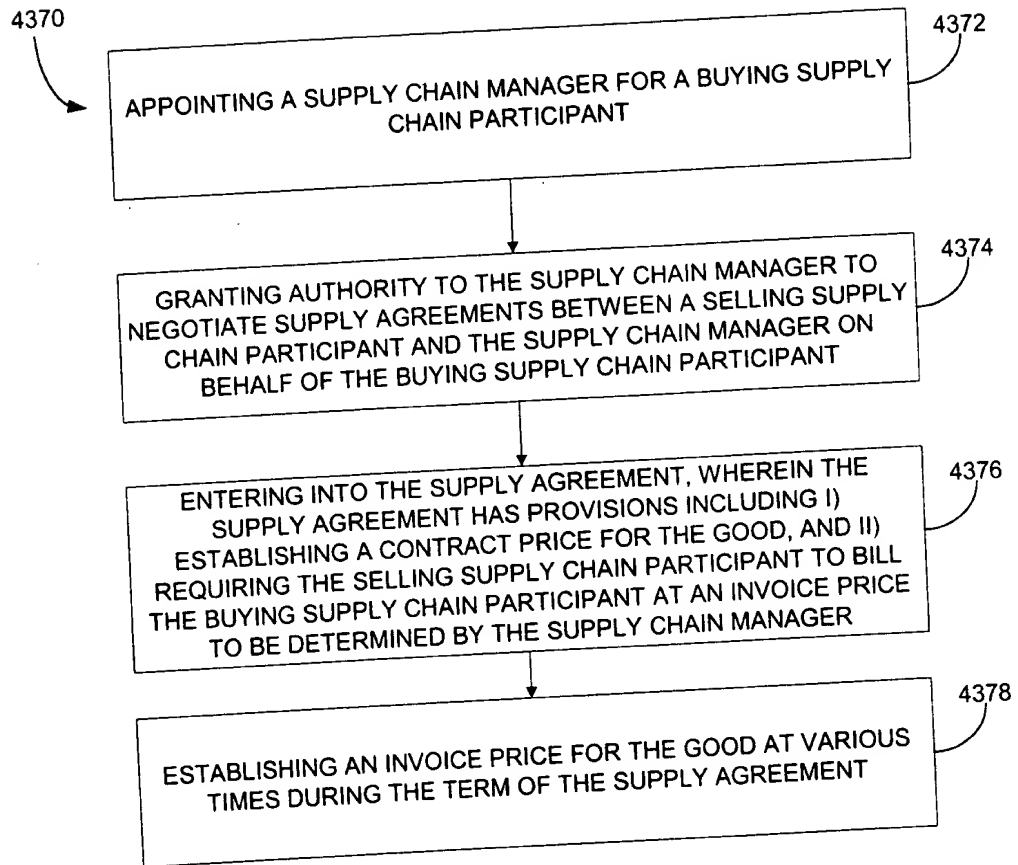 4370
4372
APPOINTING A SUPPLY CHAIN MANAGER FOR A BUYING SUPPLY
CHAIN PARTICIPANT
4374
GRANTING AUTHORITY TO THE SUPPLY CHAIN MANAGER TO
NEGOTIATE SUPPLY AGREEMENTS BETWEEN A SELLING SUPPLY
CHAIN PARTICIPANT AND THE SUPPLY CHAIN MANAGER ON
BEHALF OF THE BUYING SUPPLY CHAIN PARTICIPANT
4376
ENTERING INTO THE SUPPLY AGREEMENT, WHEREIN THE
SUPPLY AGREEMENT HAS PROVISIONS INCLUDING I)
ESTABLISHING A CONTRACT PRICE FOR THE GOOD, AND II)
REQUIRING THE SELLING SUPPLY CHAIN PARTICIPANT TO BILL
THE BUYING SUPPLY CHAIN PARTICIPANT AT AN INVOICE PRICE
TO BE DETERMINED BY THE SUPPLY CHAIN MANAGER
4378
ESTABLISHING AN INVOICE PRICE FOR THE GOOD AT VARIOUS
TIMES DURING THE TERM OF THE SUPPLY AGREEMENT